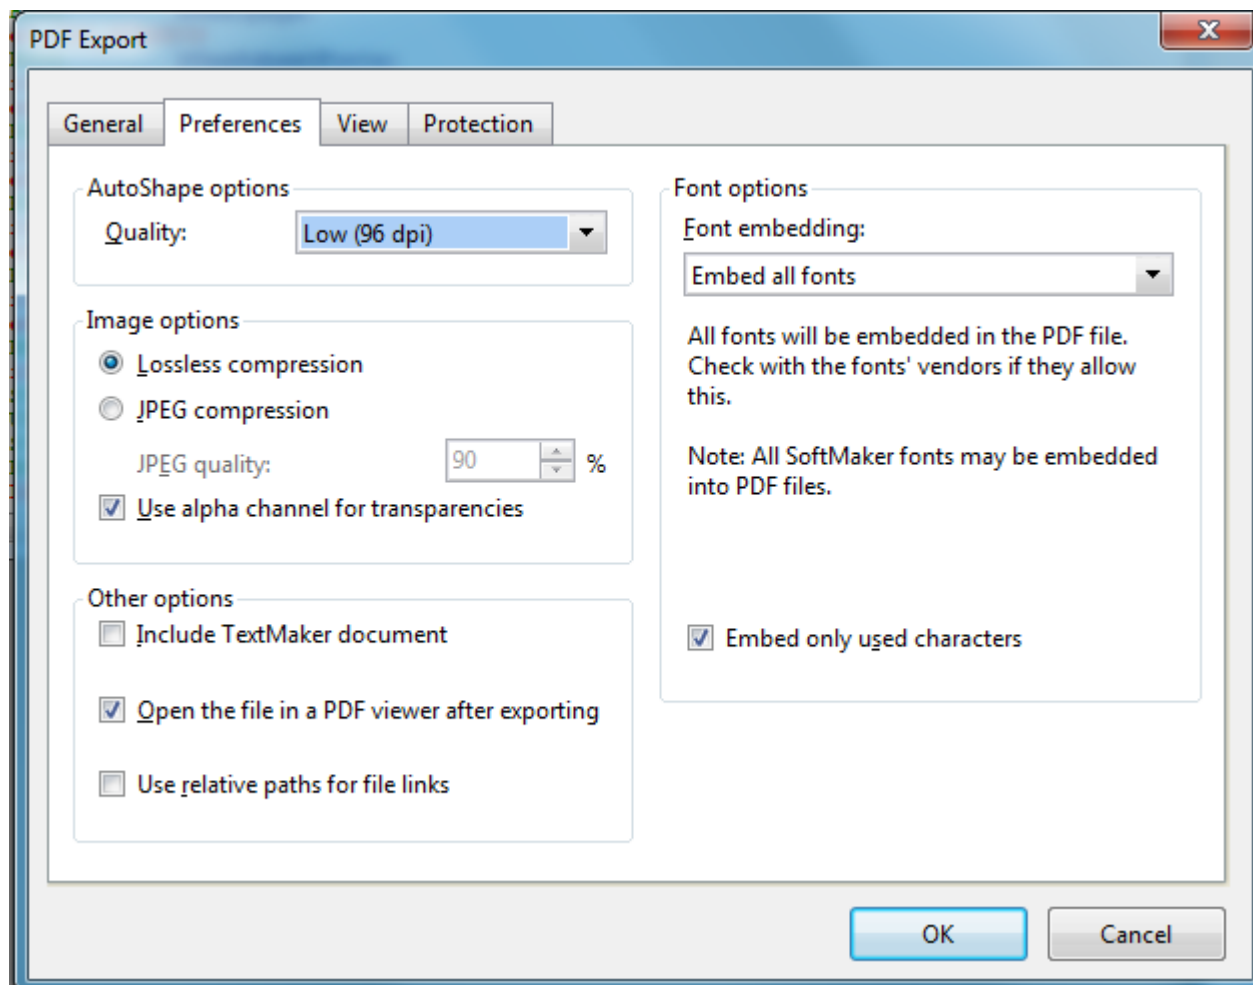 PDF Export
General Preferences View Protection
AutoShape options
Quality: Low (96 dpi)
Image options
Lossless compression
JPEG compression
JPEG quality: 90 %
Use alpha channel for transparencies
Other options
Include TextMaker document
Open the file in a PDF viewer after exporting
Use relative paths for file links
Font options
Font embedding:
Embed all fonts
All fonts will be embedded in the PDF file.
Check with the fonts' vendors if they allow
this.
Note: All SoftMaker fonts may be embedded
into PDF files.
Embed only used characters
OK Cancel